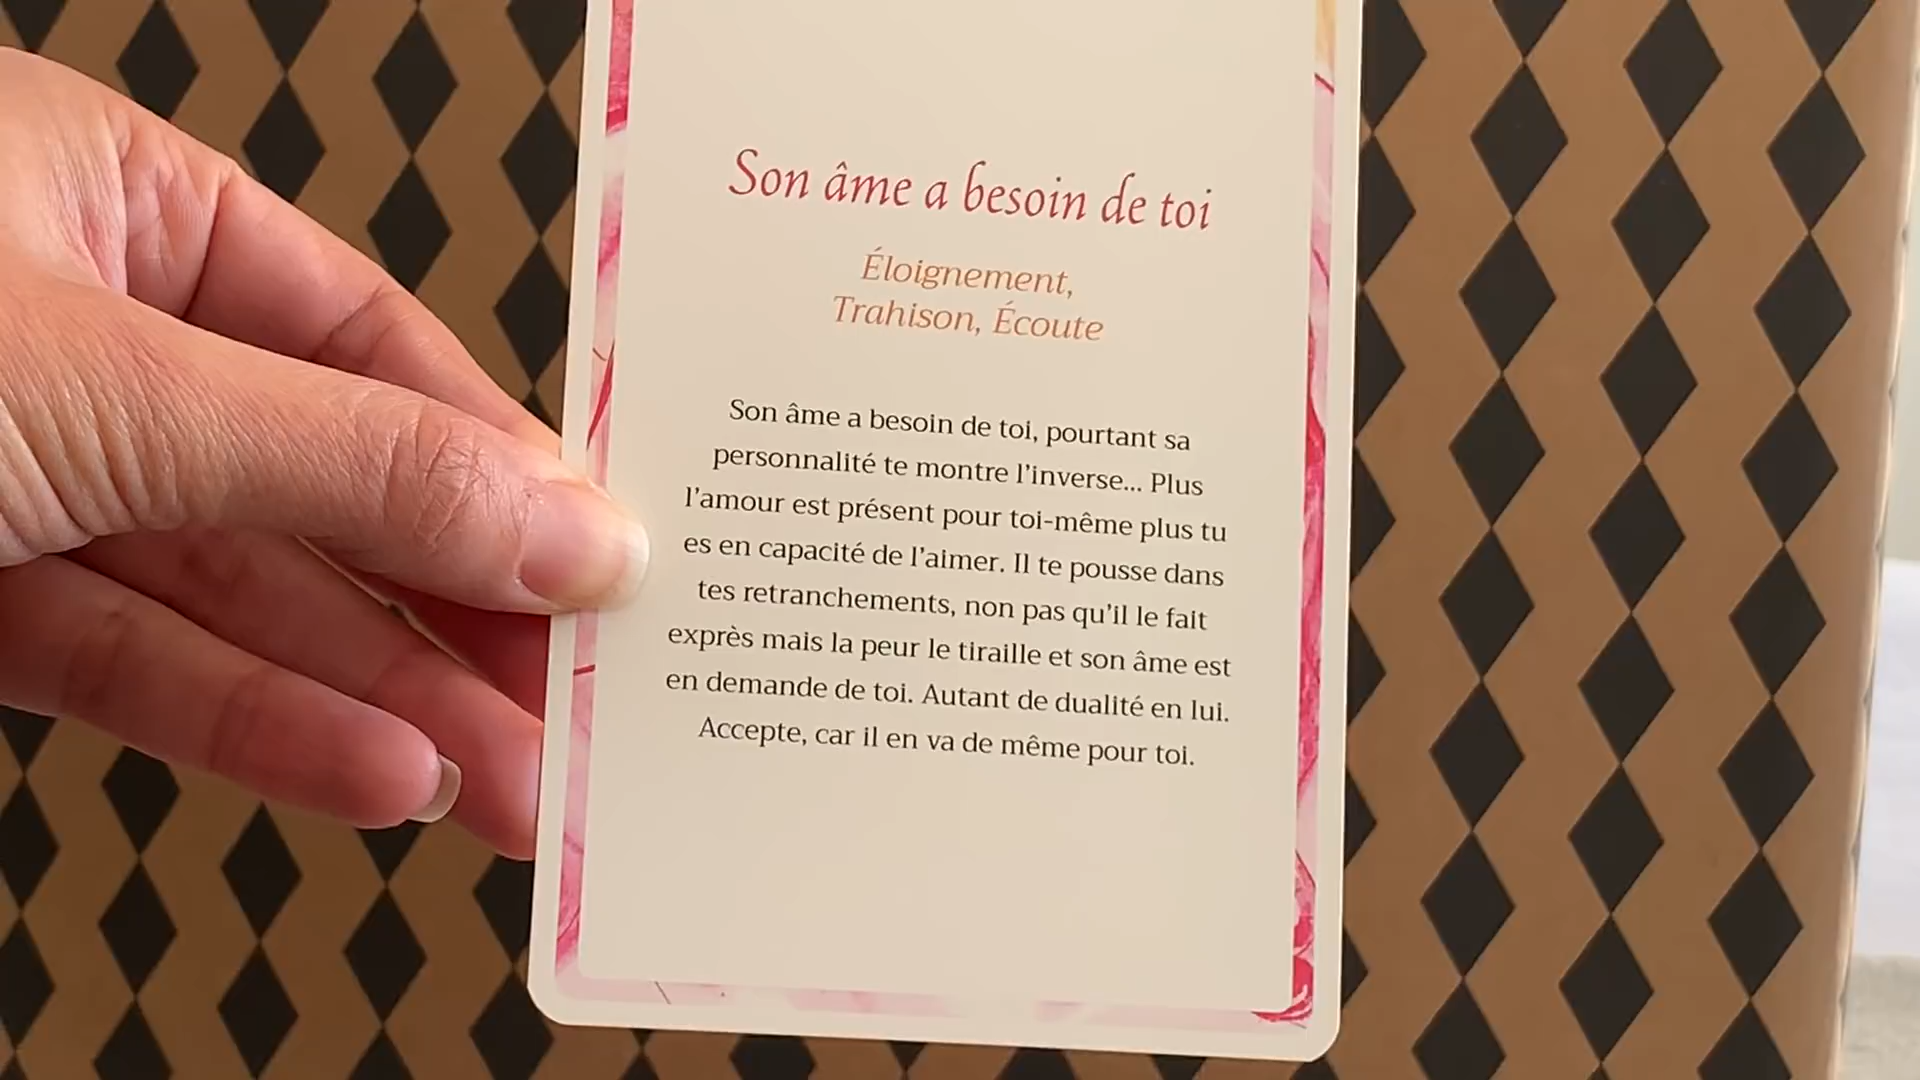 Son âme a besoin de toi
Éloignement,
Trahison, Écoute
Son âme a besoin de toi, pourtant sa
personnalité te montre l'inverse... Plus
l'amour est présent pour toi-même plus tu
es en capacité de l'aimer. Il te pousse dans
tes retranchements, non pas qu'il le fait
exprès mais la peur le tiraille et son âme est
en demande de toi. Autant de dualité en lui.
Accepte, car il en va de même pour toi.